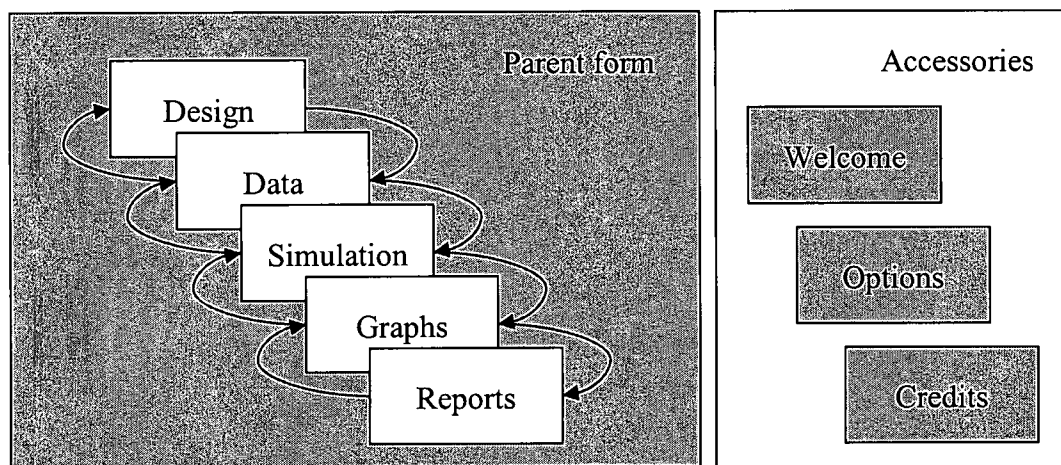 Parent form
Design
Data
Simulation
Graphs
Reports
Accessories
Welcome
Options
Credits